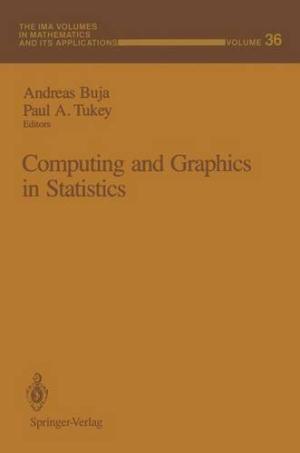 THE IMA VOLUMES
IN MATHEMATICS
AND ITS APPLICATIONS
VOLUME 36
Andreas Buja
Paul A. Tukey
Editors
Computing and Graphics
in Statistics
Springer-Verlag